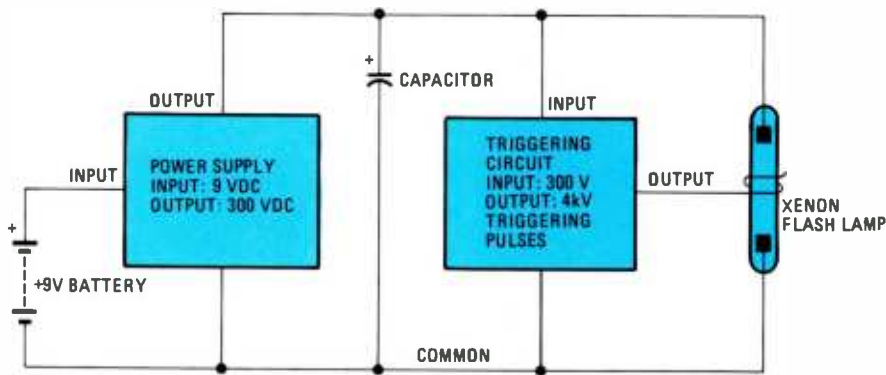 +
CAPACITOR
OUTPUT
INPUT
POWER SUPPLY
INPUT: 9 VDC
OUTPUT: 300 VDC
INPUT
TRIGGERING
CIRCUIT
INPUT: 300 V
OUTPUT: 4kV
TRIGGERING
PULSES
OUTPUT
XENON
FLASH LAMP
+
+9V BATTERY
COMMON